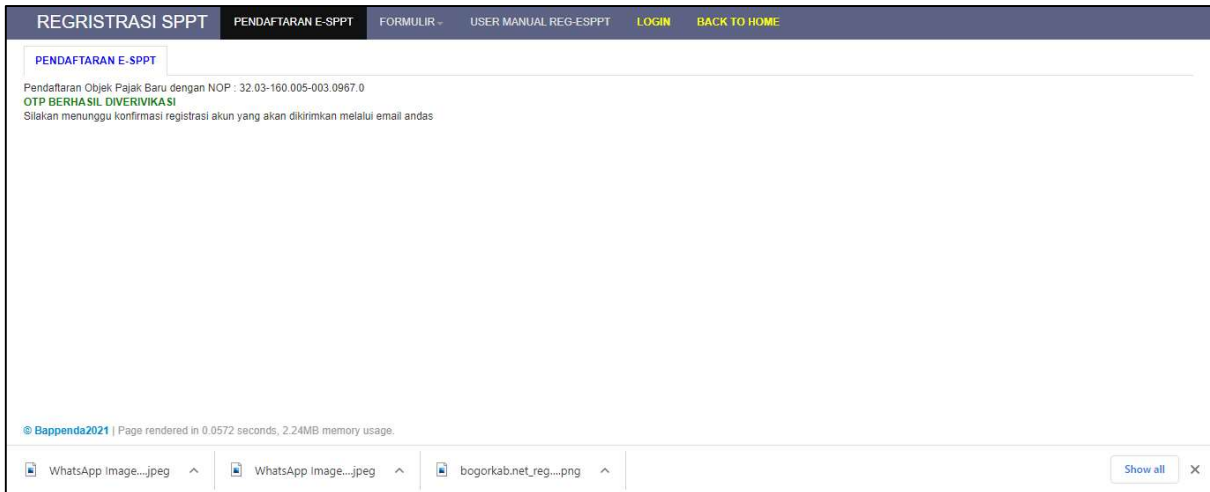 REGRISTRASI SPPT PENDAFTARAN E-SPPT FORMULIR USER MANUAL REG-ESPPT LOGIN BACK TO HOME
PENDAFTARAN E-SPPT
Pendaftaran Objek Pajak Baru dengan NOP : 32.03-160.005-003.0967.0
OTP BERHASIL DIVERIVIKASI
Silakan menunggu konfirmasi registrasi akun yang akan dikirimkan melalui email andas
© Bappenda2021 | Page rendered in 0.0572 seconds, 2.24MB memory usage.
WhatsApp Image....jpeg WhatsApp Image....jpeg bogorkab.net_reg....png Show all